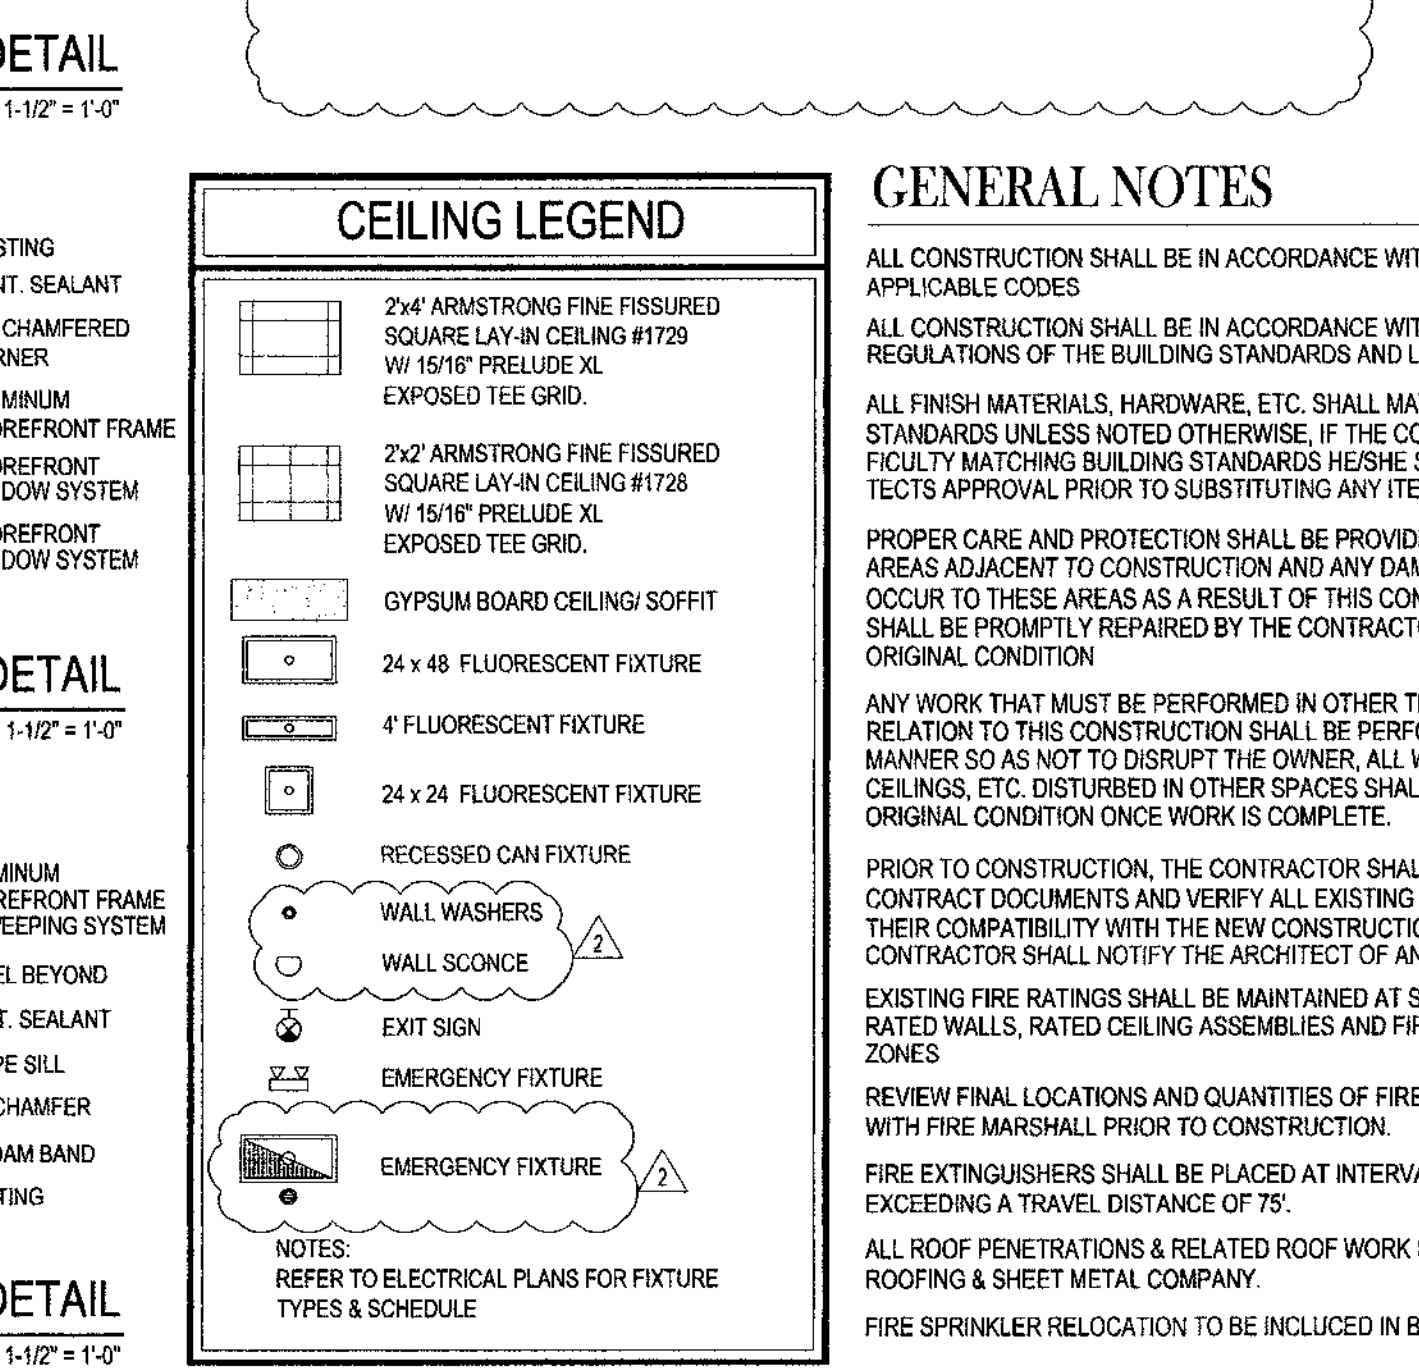 DETAIL
1-1/2" = 1'-0"
STING
NT. SEALANT
CHAMFERED
RNER
MINUM
OREFRONT FRAME
OREFRONT
DOW SYSTEM
OREFRONT
DOW SYSTEM
DETAIL
1-1/2" = 1'-0"
MINUM
REFRONT FRAME
EEPING SYSTEM
EL BEYOND
T. SEALANT
PE SILL
CHAMFER
OAM BAND
TING
DETAIL
1-1/2" = 1'-0"
CEILING LEGEND
2'x4' ARMSTRONG FINE FISSURED
SQUARE LAY-IN CEILING #1729
W/ 15/16" PRELUDE XL
EXPOSED TEE GRID.
2'x2' ARMSTRONG FINE FISSURED
SQUARE LAY-IN CEILING #1728
W/ 15/16" PRELUDE XL
EXPOSED TEE GRID.
GYPSUM BOARD CEILING/ SOFFIT
24 x 48 FLUORESCENT FIXTURE
4' FLUORESCENT FIXTURE
24 x 24 FLUORESCENT FIXTURE
RECESSED CAN FIXTURE
WALL WASHERS
2
WALL SCONCE
EXIT SIGN
EMERGENCY FIXTURE
EMERGENCY FIXTURE
2
NOTES:
REFER TO ELECTRICAL PLANS FOR FIXTURE
TYPES & SCHEDULE
GENERAL NOTES
ALL CONSTRUCTION SHALL BE IN ACCORDANCE WIT
APPLICABLE CODES
ALL CONSTRUCTION SHALL BE IN ACCORDANCE WIT
REGULATIONS OF THE BUILDING STANDARDS AND L
ALL FINISH MATERIALS, HARDWARE, ETC. SHALL MA
STANDARDS UNLESS NOTED OTHERWISE, IF THE CO
FICULTY MATCHING BUILDING STANDARDS HE/SHE S
TECTS APPROVAL PRIOR TO SUBSTITUTING ANY ITE
PROPER CARE AND PROTECTION SHALL BE PROVID
AREAS ADJACENT TO CONSTRUCTION AND ANY DAM
OCCUR TO THESE AREAS AS A RESULT OF THIS CON
SHALL BE PROMPTLY REPAIRED BY THE CONTRACTO
ORIGINAL CONDITION
ANY WORK THAT MUST BE PERFORMED IN OTHER T
RELATION TO THIS CONSTRUCTION SHALL BE PERFO
MANNER SO AS NOT TO DISRUPT THE OWNER, ALL W
CEILINGS, ETC. DISTURBED IN OTHER SPACES SHAL
ORIGINAL CONDITION ONCE WORK IS COMPLETE.
PRIOR TO CONSTRUCTION, THE CONTRACTOR SHAL
CONTRACT DOCUMENTS AND VERIFY ALL EXISTING
THEIR COMPATIBILITY WITH THE NEW CONSTRUCTIO
CONTRACTOR SHALL NOTIFY THE ARCHITECT OF AN
EXISTING FIRE RATINGS SHALL BE MAINTAINED AT S
RATED WALLS, RATED CEILING ASSEMBLIES AND FIR
ZONES
REVIEW FINAL LOCATIONS AND QUANTITIES OF FIRE
WITH FIRE MARSHALL PRIOR TO CONSTRUCTION.
FIRE EXTINGUISHERS SHALL BE PLACED AT INTERVA
EXCEEDING A TRAVEL DISTANCE OF 75'.
ALL ROOF PENETRATIONS & RELATED ROOF WORK
ROOFING & SHEET METAL COMPANY.
FIRE SPRINKLER RELOCATION TO BE INCLUCED IN B